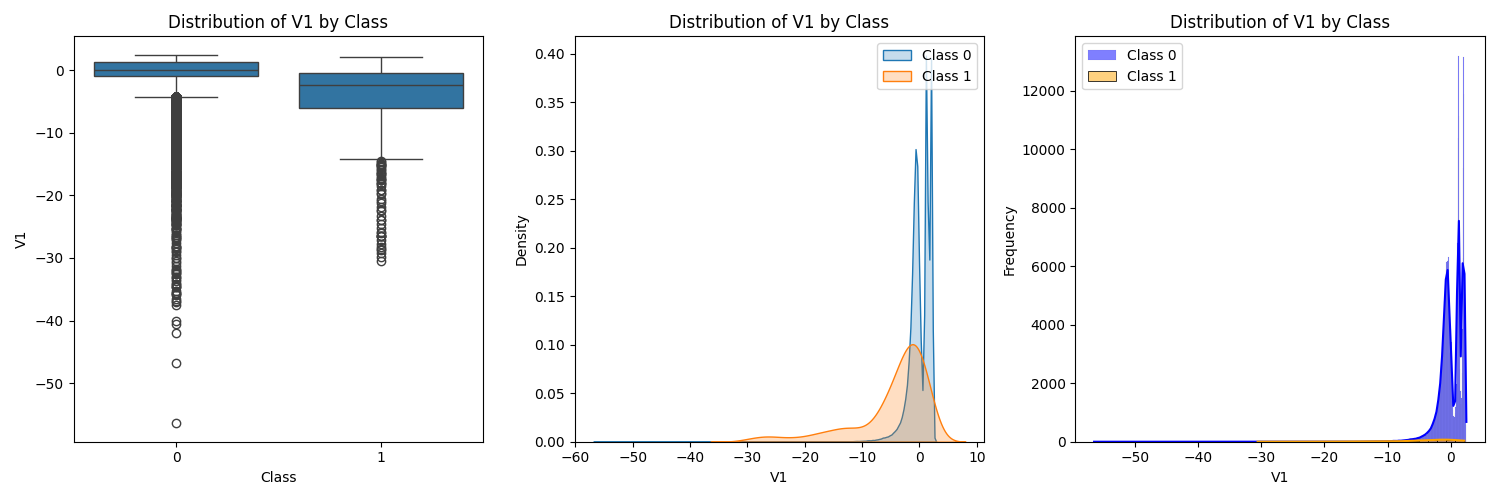 Distribution of V1 by Class
V1
0
−10
−20
−30
−40
−50
0
1
Class
Distribution of V1 by Class
Density
0.40
0.35
0.30
0.25
0.20
0.15
0.10
0.05
0.00
−60
−50
−40
−30
−20
−10
0
10
V1
Class 0
Class 1
Distribution of V1 by Class
Frequency
12000
10000
8000
6000
4000
2000
0
−50
−40
−30
−20
−10
0
V1
Class 0
Class 1